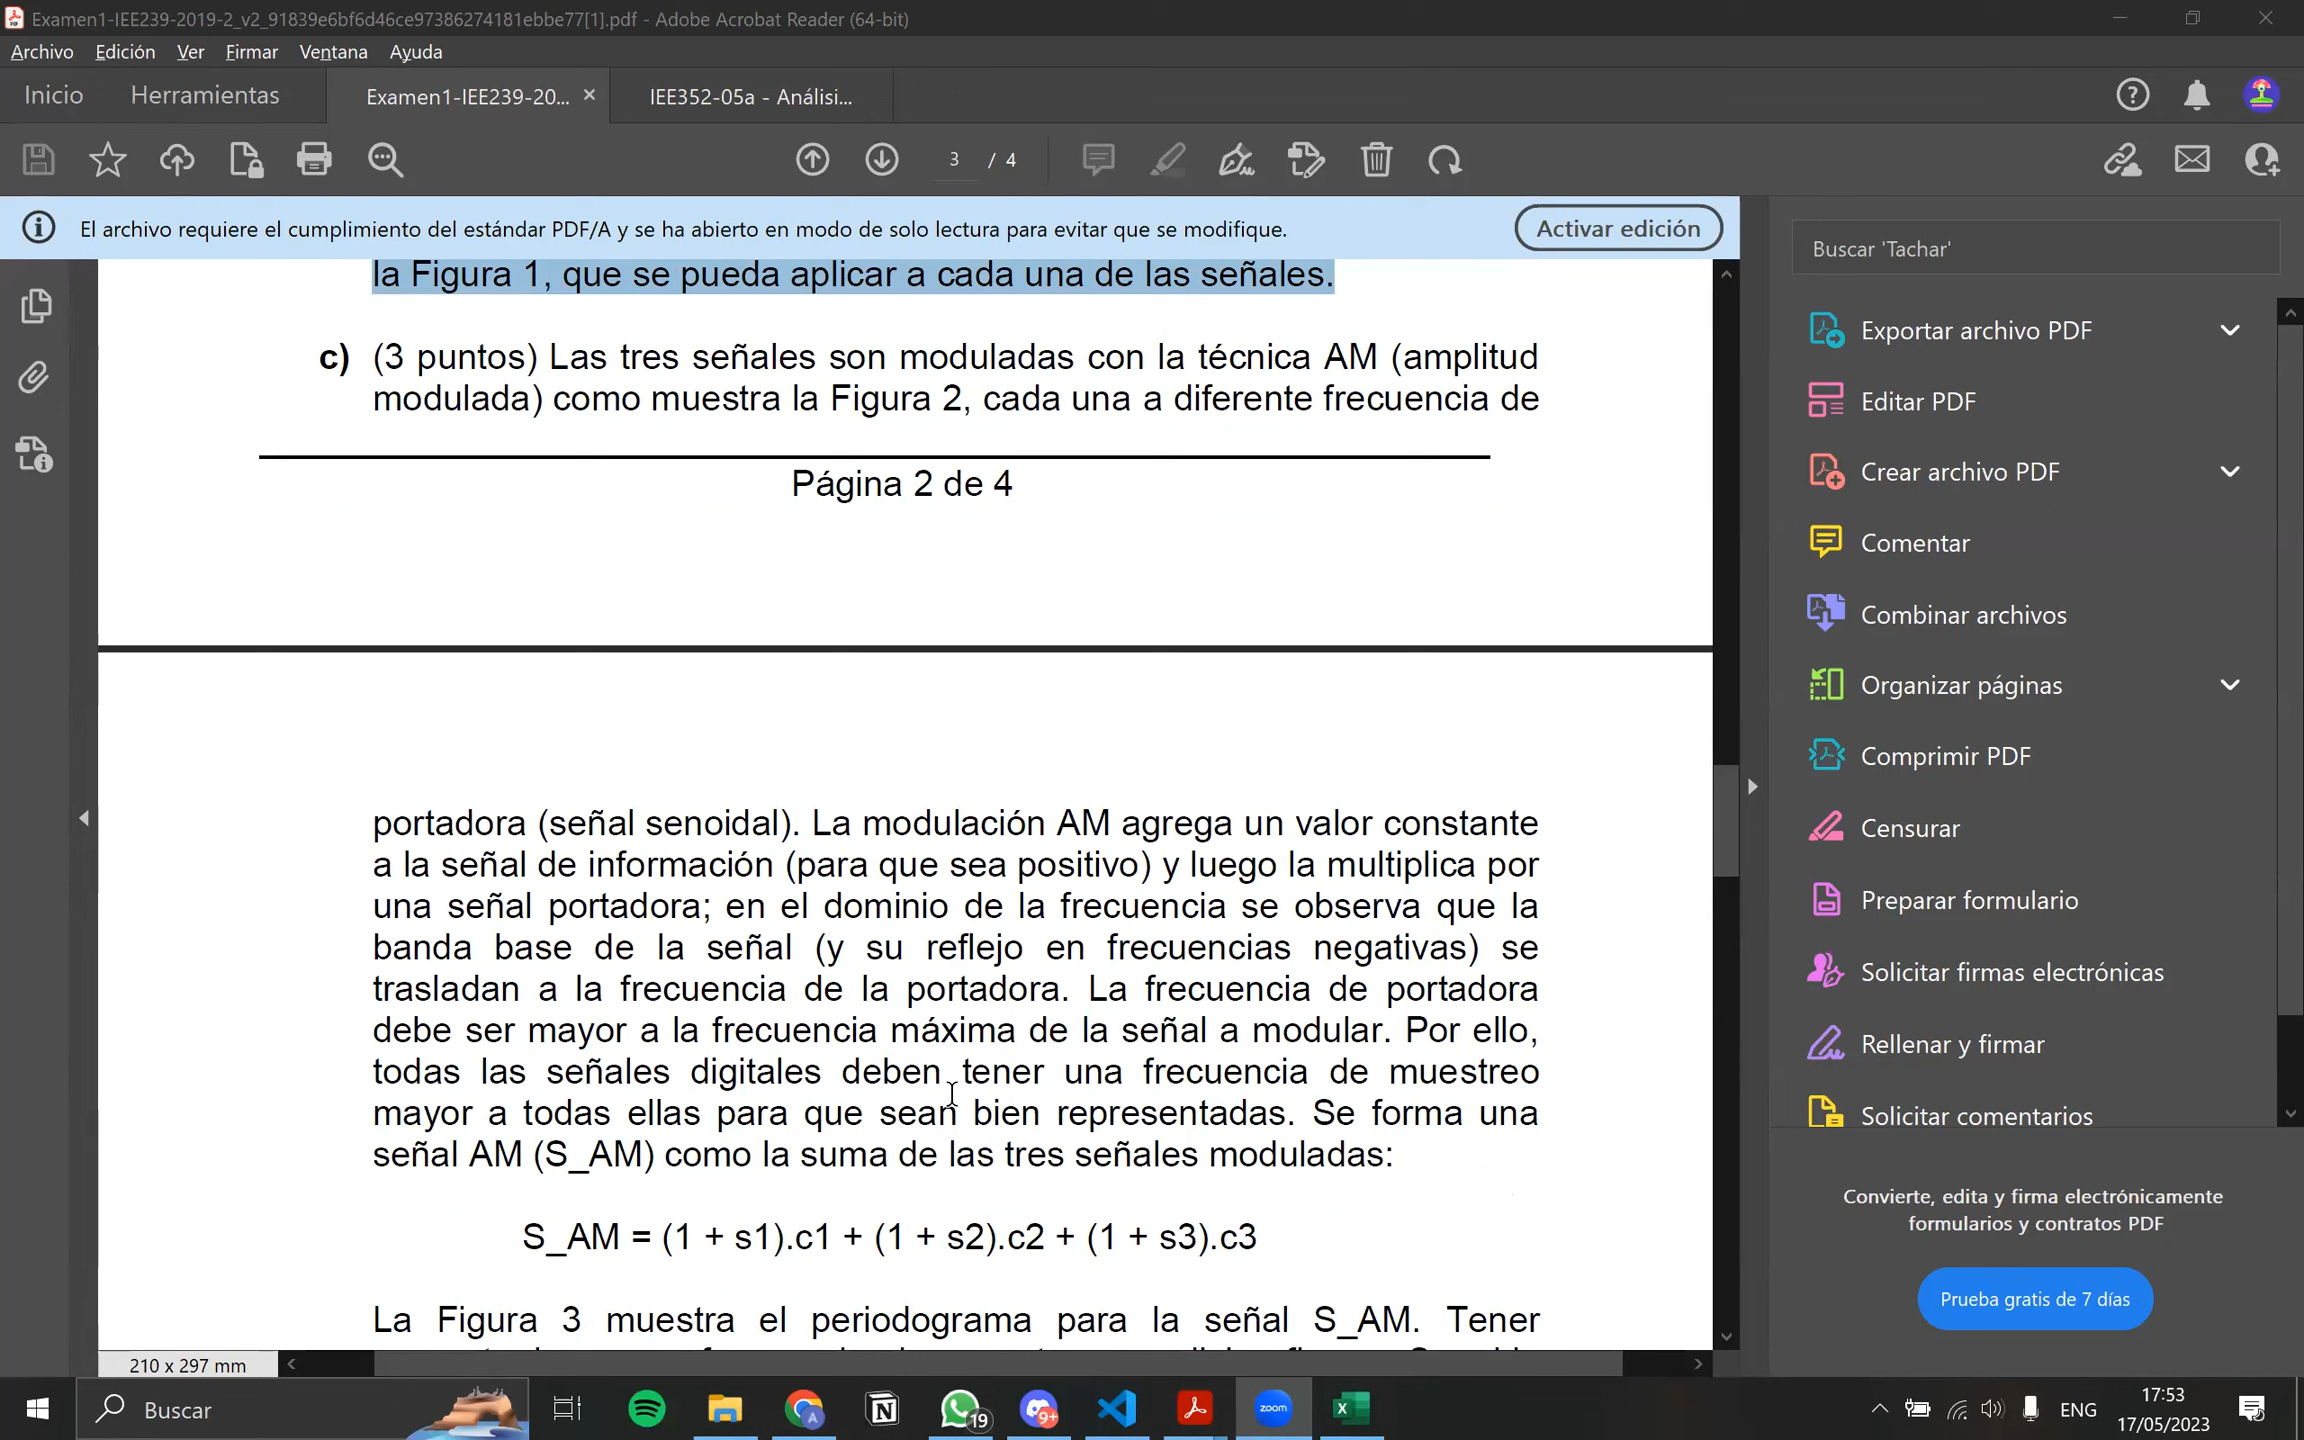 Examen1-IEE239-2019-2_v2_91839e6bf6d46ce97386274181ebbe77[1].pdf - Adobe Acrobat Reader (64-bit)
Archivo Edición Ver Firmar Ventana Ayuda
Inicio Herramientas Examen1-IEE239-20... × IEE352-05a - Análisi...
3 / 4
El archivo requiere el cumplimiento del estándar PDF/A y se ha abierto en modo de solo lectura para evitar que se modifique. Activar edición
la Figura 1, que se pueda aplicar a cada una de las señales.
c) (3 puntos) Las tres señales son moduladas con la técnica AM (amplitud
modulada) como muestra la Figura 2, cada una a diferente frecuencia de
Página 2 de 4
portadora (señal senoidal). La modulación AM agrega un valor constante
a la señal de información (para que sea positivo) y luego la multiplica por
una señal portadora; en el dominio de la frecuencia se observa que la
banda base de la señal (y su reflejo en frecuencias negativas) se
trasladan a la frecuencia de la portadora. La frecuencia de portadora
debe ser mayor a la frecuencia máxima de la señal a modular. Por ello,
todas las señales digitales deben tener una frecuencia de muestreo
mayor a todas ellas para que sean bien representadas. Se forma una
señal AM (S_AM) como la suma de las tres señales moduladas:
S_AM = (1 + s1).c1 + (1 + s2).c2 + (1 + s3).c3
La Figura 3 muestra el periodograma para la señal S_AM. Tener
210 x 297 mm
Buscar 'Tachar'
Exportar archivo PDF
Editar PDF
Crear archivo PDF
Comentar
Combinar archivos
Organizar páginas
Comprimir PDF
Censurar
Preparar formulario
Solicitar firmas electrónicas
Rellenar y firmar
Solicitar comentarios
Convierte, edita y firma electrónicamente
formularios y contratos PDF
Prueba gratis de 7 días
Buscar
19
9+
zoom
ENG
17:53
17/05/2023